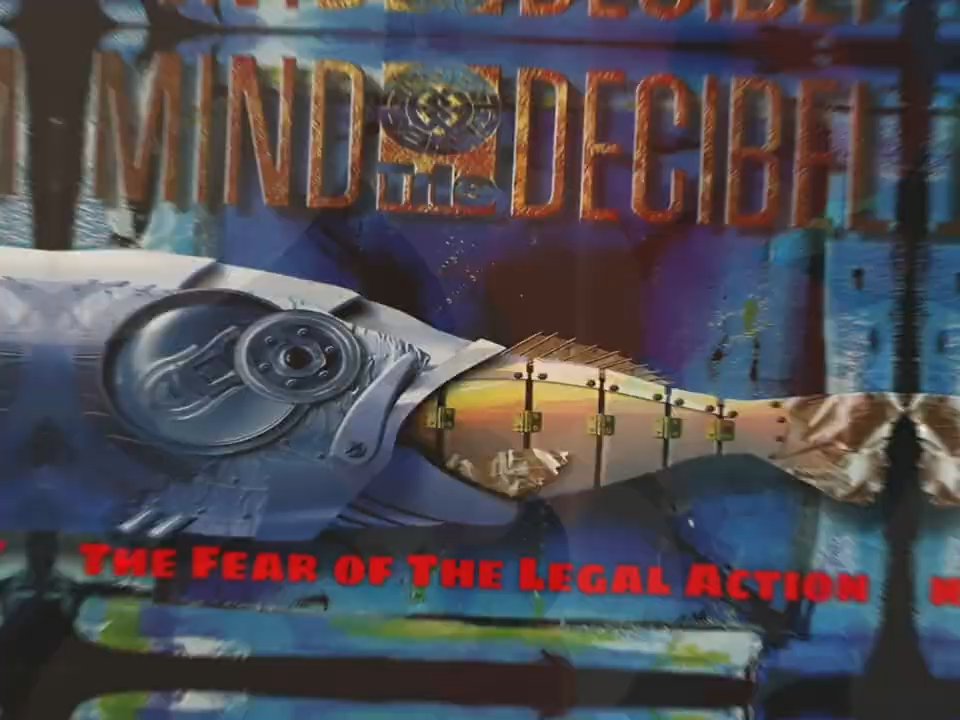 MIND The DECIBEL
THE FEAR OF THE LEGAL ACTION